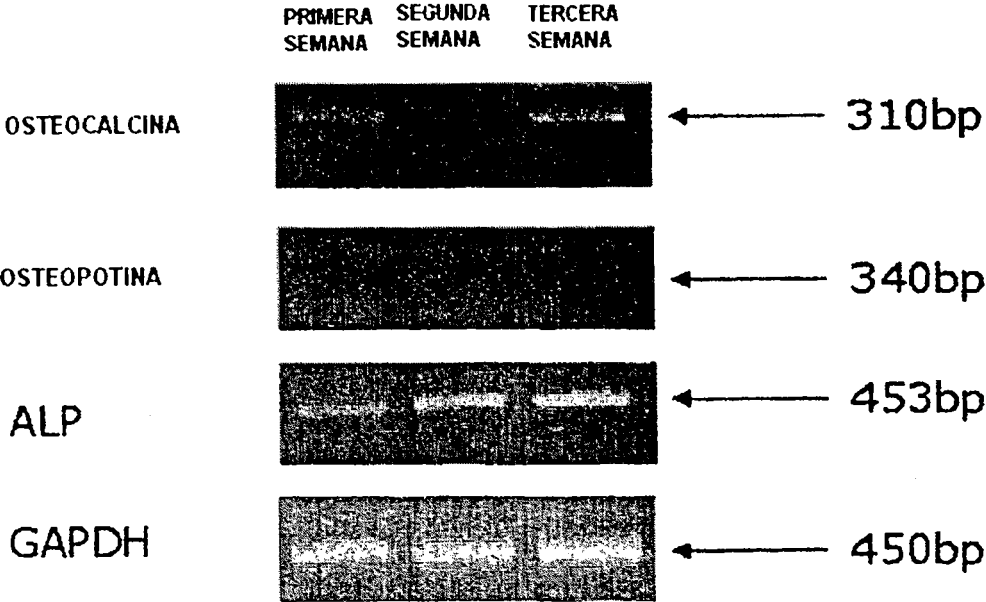 PRIMERA SEMANA
SEGUNDA SEMANA
TERCERA SEMANA
OSTEOCALCINA
310bp
OSTEOPOTINA
340bp
ALP
453bp
GAPDH
450bp